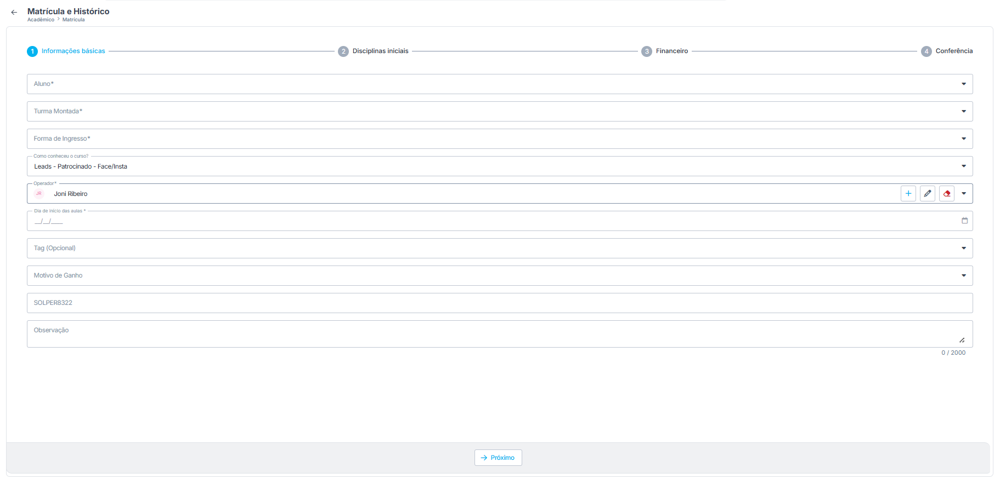 Matrícula e Histórico
Acadêmico > Matrícula
1 Informações básicas
2 Disciplinas iniciais
3 Financeiro
4 Conferência
Aluno*
Turma Montada*
Forma de Ingresso*
Como conheceu o curso?
Leads - Patrocinado - Face/Insta
Operador*
JR Joni Ribeiro
Dia de início das aulas *
__/__/____
Tag (Opcional)
Motivo de Ganho
SOLPER8322
Observação
0 / 2000
Próximo